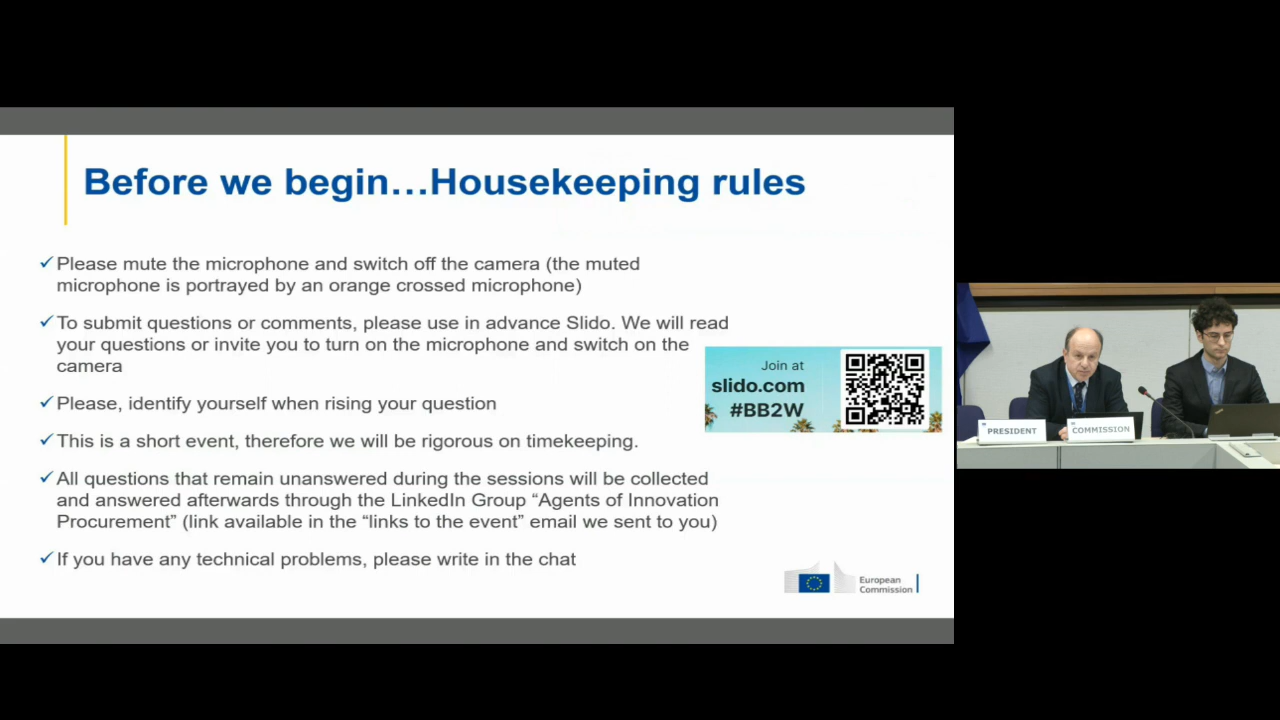 Before we begin…Housekeeping rules
✓Please mute the microphone and switch off the camera (the muted
microphone is portrayed by an orange crossed microphone)
✓To submit questions or comments, please use in advance Slido. We will read
your questions or invite you to turn on the microphone and switch on the
camera
✓Please, identify yourself when rising your question
✓This is a short event, therefore we will be rigorous on timekeeping.
✓All questions that remain unanswered during the sessions will be collected
and answered afterwards through the LinkedIn Group “Agents of Innovation
Procurement” (link available in the “links to the event” email we sent to you)
✓If you have any technical problems, please write in the chat
Join at
slido.com
#BB2W
European
Commission
PRESIDENT
COMMISSION